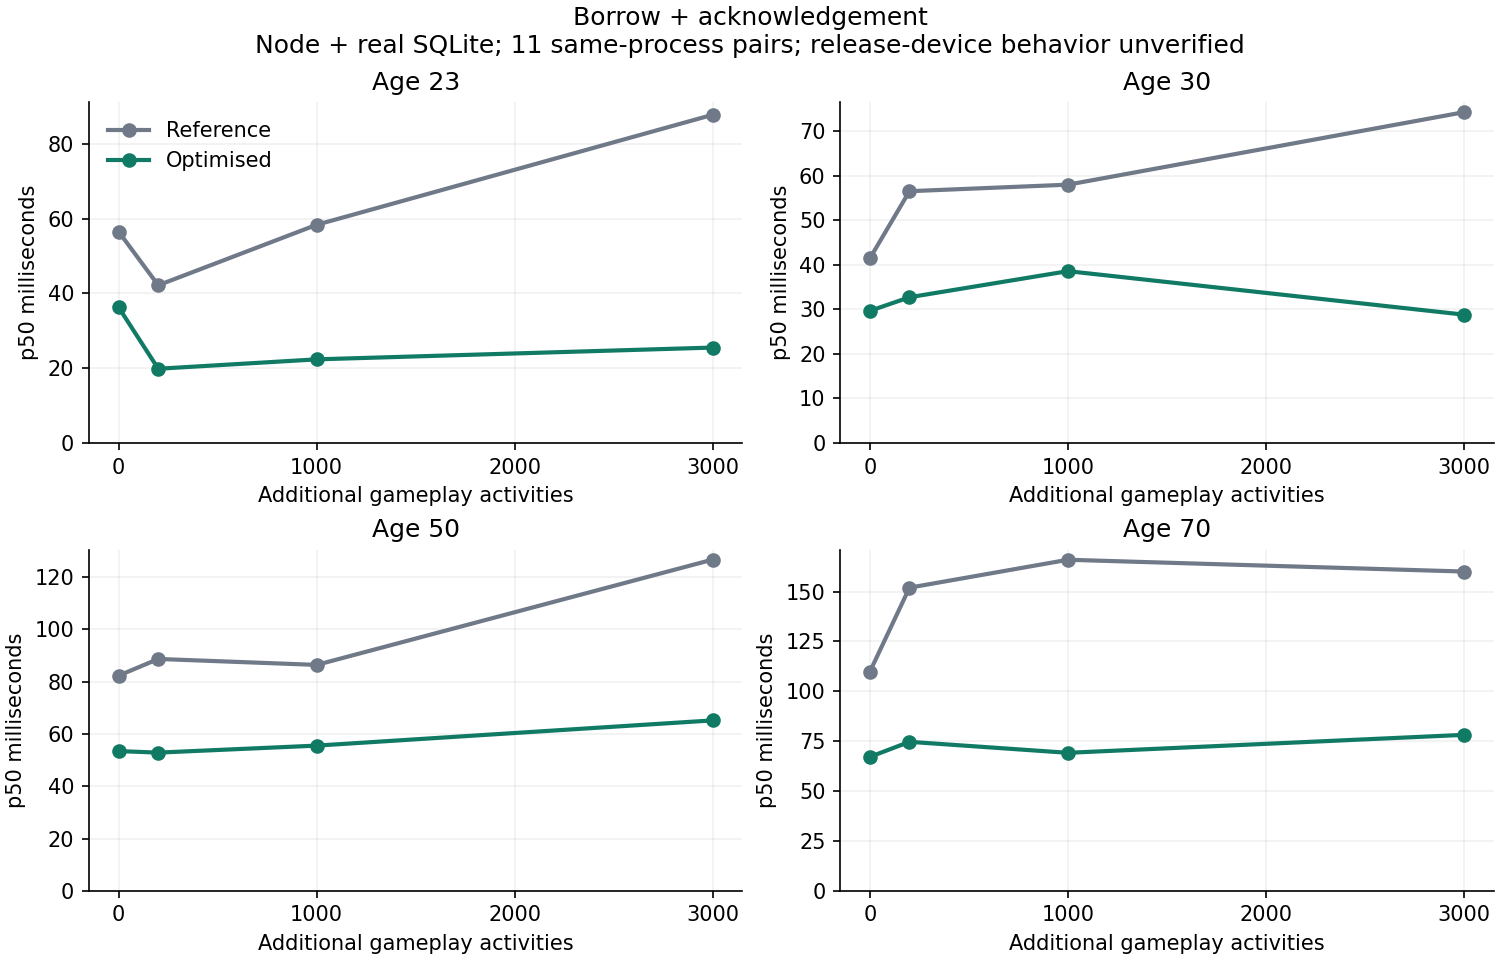 Borrow + acknowledgement
Node + real SQLite; 11 same-process pairs; release-device behavior unverified
Age 23
Reference
Optimised
80
60
40
20
0
p50 milliseconds
0 1000 2000 3000
Additional gameplay activities
Age 30
70
60
50
40
30
20
10
0
p50 milliseconds
0 1000 2000 3000
Additional gameplay activities
Age 50
120
100
80
60
40
20
0
p50 milliseconds
0 1000 2000 3000
Additional gameplay activities
Age 70
150
125
100
75
50
25
0
p50 milliseconds
0 1000 2000 3000
Additional gameplay activities